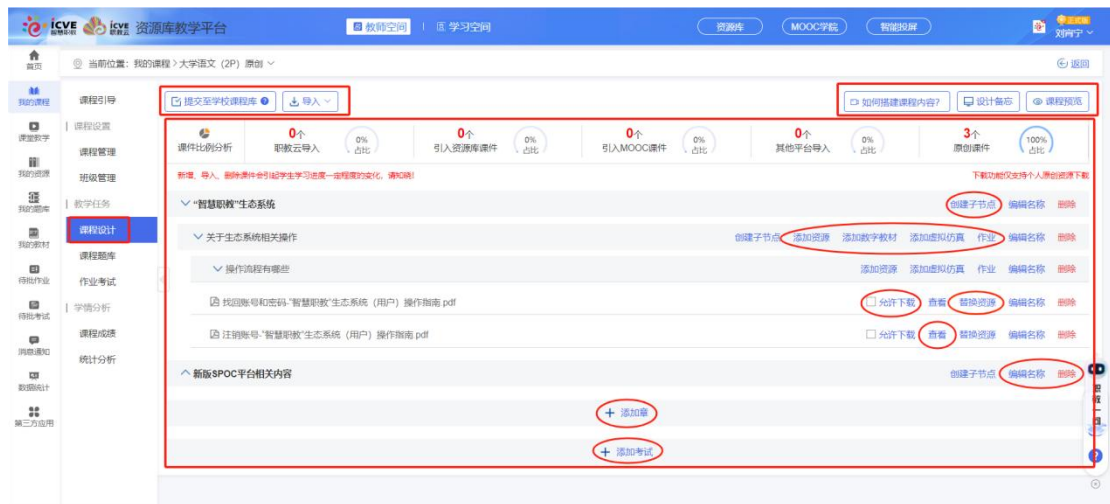 icve 智慧职教 icve 职教云 资源库教学平台 教师空间 学习空间 资源库 MOOC学院 智能投屏 正式版 刘宵宁
首页 当前位置：我的课程>大学语文（2P）原创 返回
我的课程
课堂教学
我的资源
我的题库
我的教材
待批作业
待批考试
消息通知
数据统计
第三方应用
课程引导
课程设置
课程管理
班级管理
教学任务
课程设计
课程题库
作业考试
学情分析
课程成绩
统计分析
提交至学校课程库 导入 如何搭建课程内容? 设计备忘 课程预览
课件比例分析 0个 职教云导入 0% 占比 0个 引入资源库课件 0% 占比 0个 引入MOOC课件 0% 占比 0个 其他平台导入 0% 占比 3个 原创课件 100% 占比
新增、导入、删除课件会引起学生学习进度一定程度的变化，请知晓! 下载功能仅支持个人原创资源下载
“智慧职教”生态系统 创建子节点 编辑名称 删除
关于生态系统相关操作 创建子节点 添加资源 添加数字教材 添加虚拟仿真 作业 编辑名称 删除
操作流程有哪些 添加资源 添加虚拟仿真 作业 编辑名称 删除
找回账号和密码-“智慧职教”生态系统（用户）操作指南.pdf 允许下载 查看 替换资源 编辑名称 删除
注销账号-“智慧职教”生态系统（用户）操作指南.pdf 允许下载 查看 替换资源 编辑名称 删除
新版SPOC平台相关内容 创建子节点 编辑名称 删除
+ 添加章
+ 添加考试